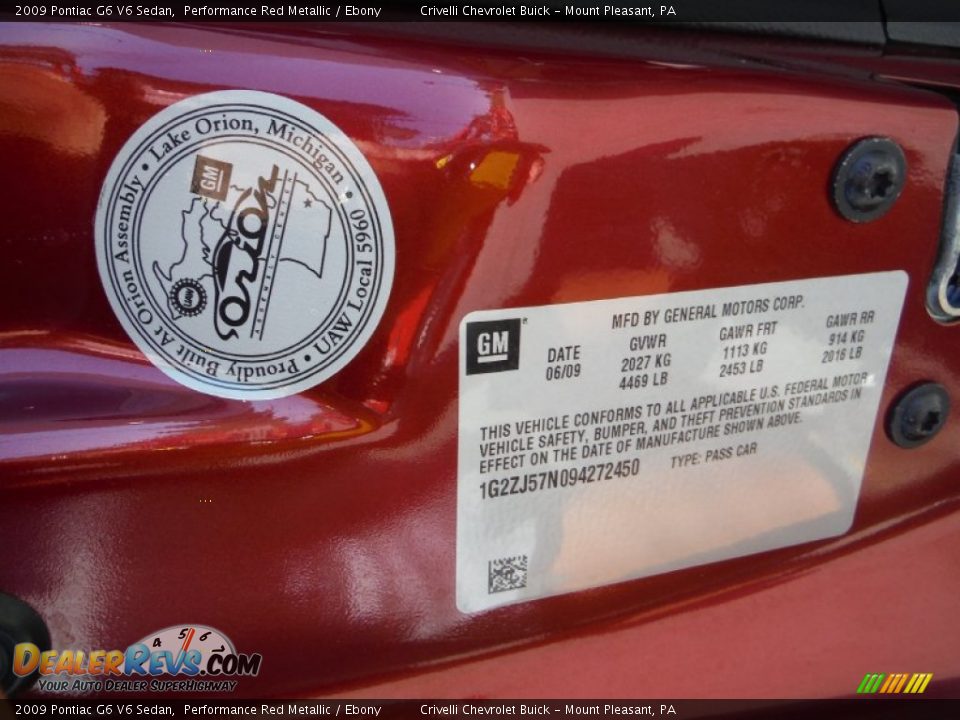 2009 Pontiac G6 V6 Sedan, Performance Red Metallic / Ebony Crivelli Chevrolet Buick - Mount Pleasant, PA
Proudly Built At Orion Assembly • Lake Orion, Michigan • UAW Local 5960 •
GM
orion
ASSEMBLY CENTER
GM
MFD BY GENERAL MOTORS CORP.
DATE GVWR GAWR FRT GAWR RR
06/09 2027 KG 1113 KG 914 KG
4469 LB 2453 LB 2016 LB
THIS VEHICLE CONFORMS TO ALL APPLICABLE U.S. FEDERAL MOTOR
VEHICLE SAFETY, BUMPER, AND THEFT PREVENTION STANDARDS IN
EFFECT ON THE DATE OF MANUFACTURE SHOWN ABOVE.
1G2ZJ57N094272450 TYPE: PASS CAR
4 5 6
DEALERREVS.COM
YOUR AUTO DEALER SUPERHIGHWAY
2009 Pontiac G6 V6 Sedan, Performance Red Metallic / Ebony Crivelli Chevrolet Buick - Mount Pleasant, PA